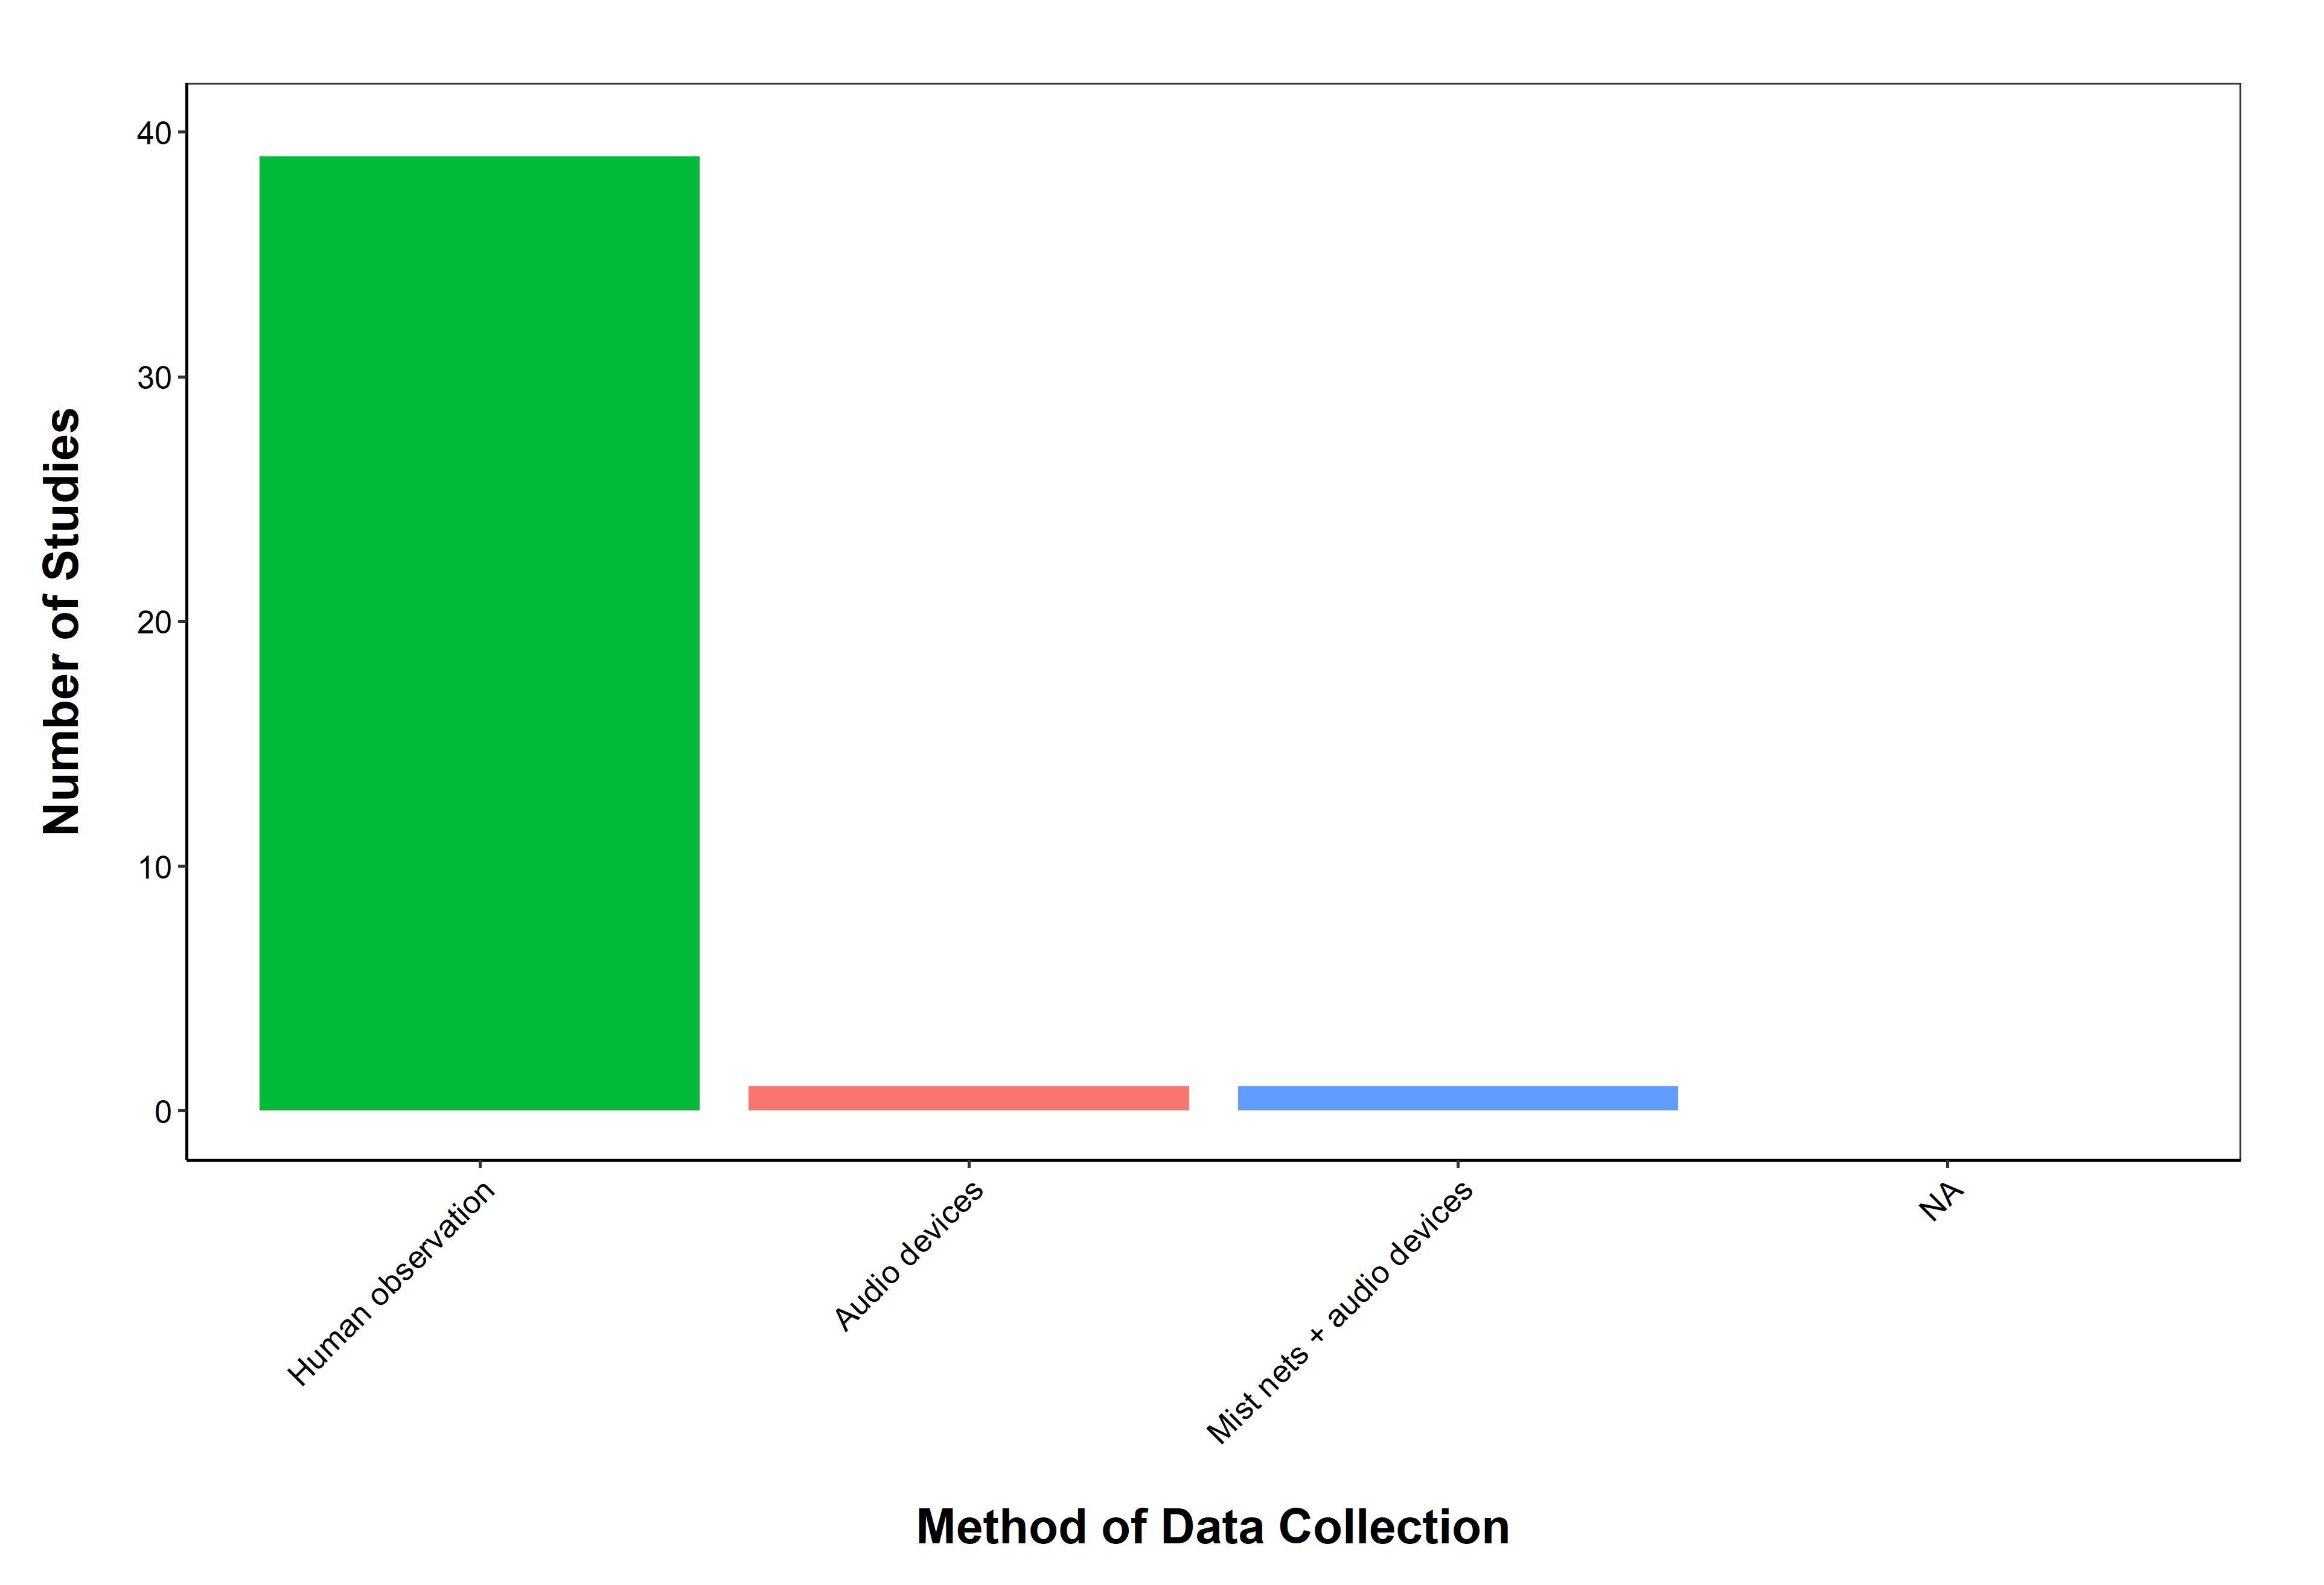 Number of Studies
40
30
20
10
0
Human observation
Audio devices
Mist nets + audio devices
NA
Method of Data Collection